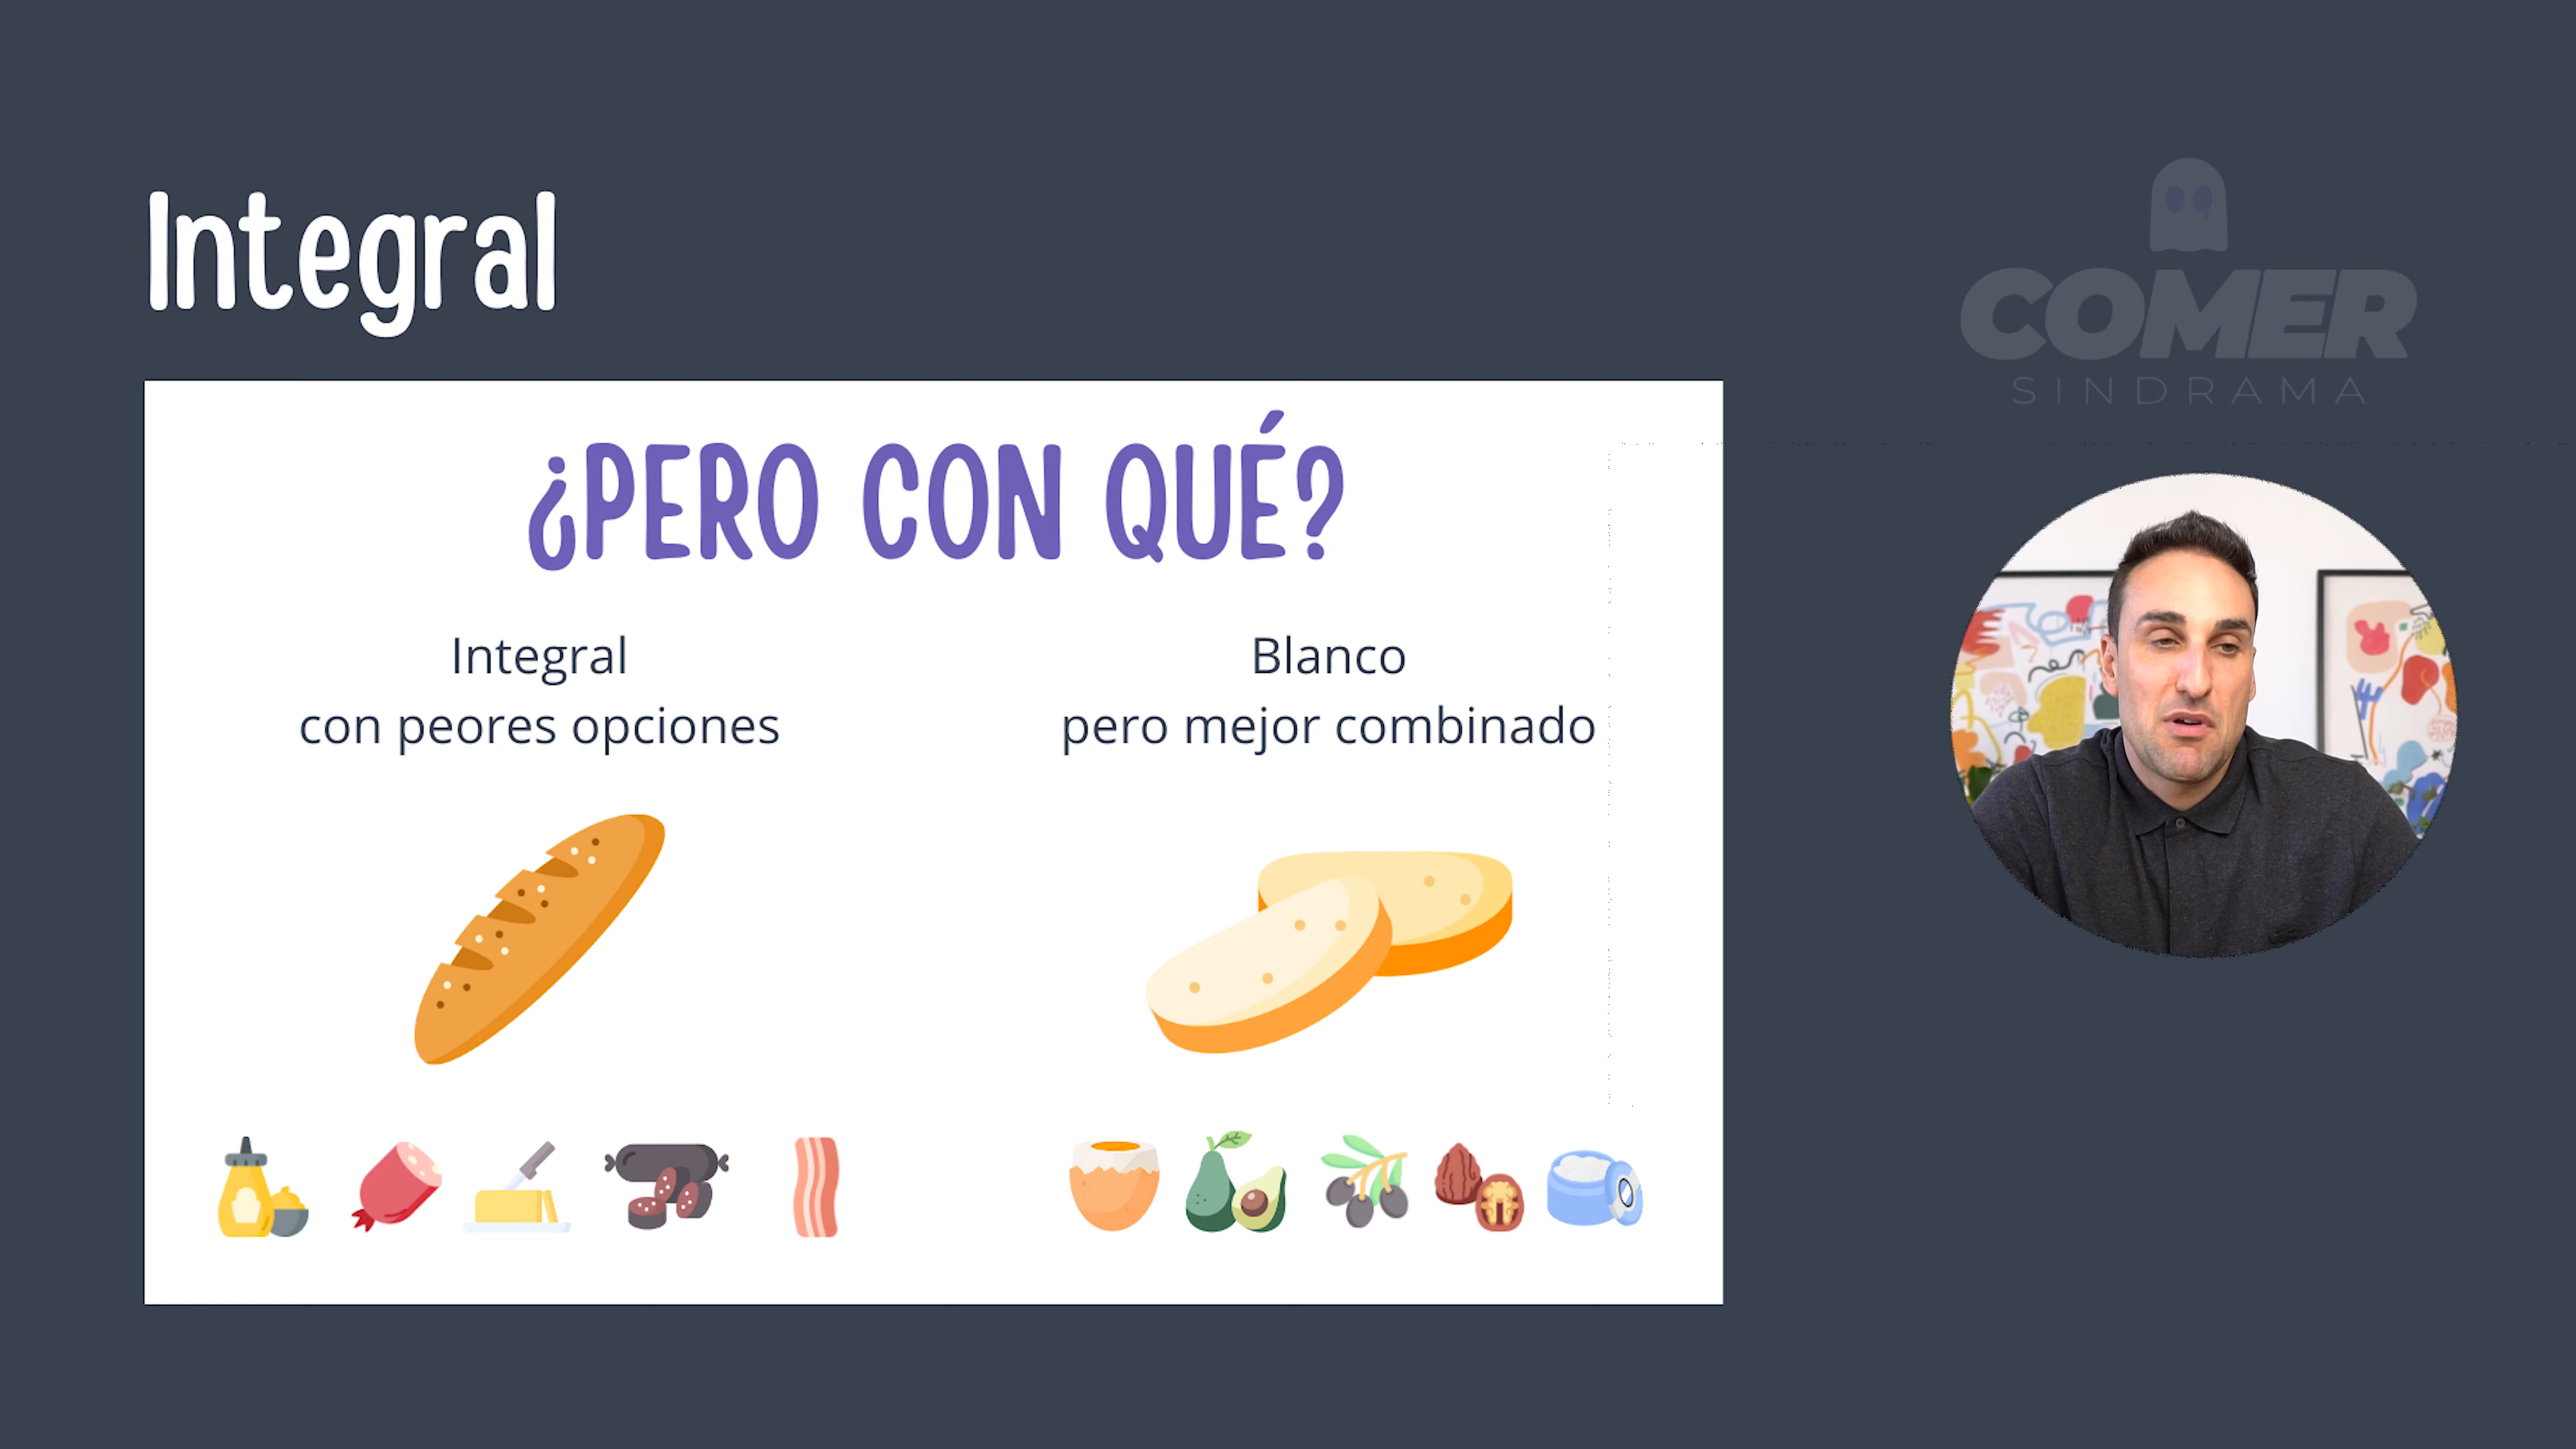 Integral
COMER
SINDRAMA
¿PERO CON QUÉ?
Integral
con peores opciones
Blanco
pero mejor combinado